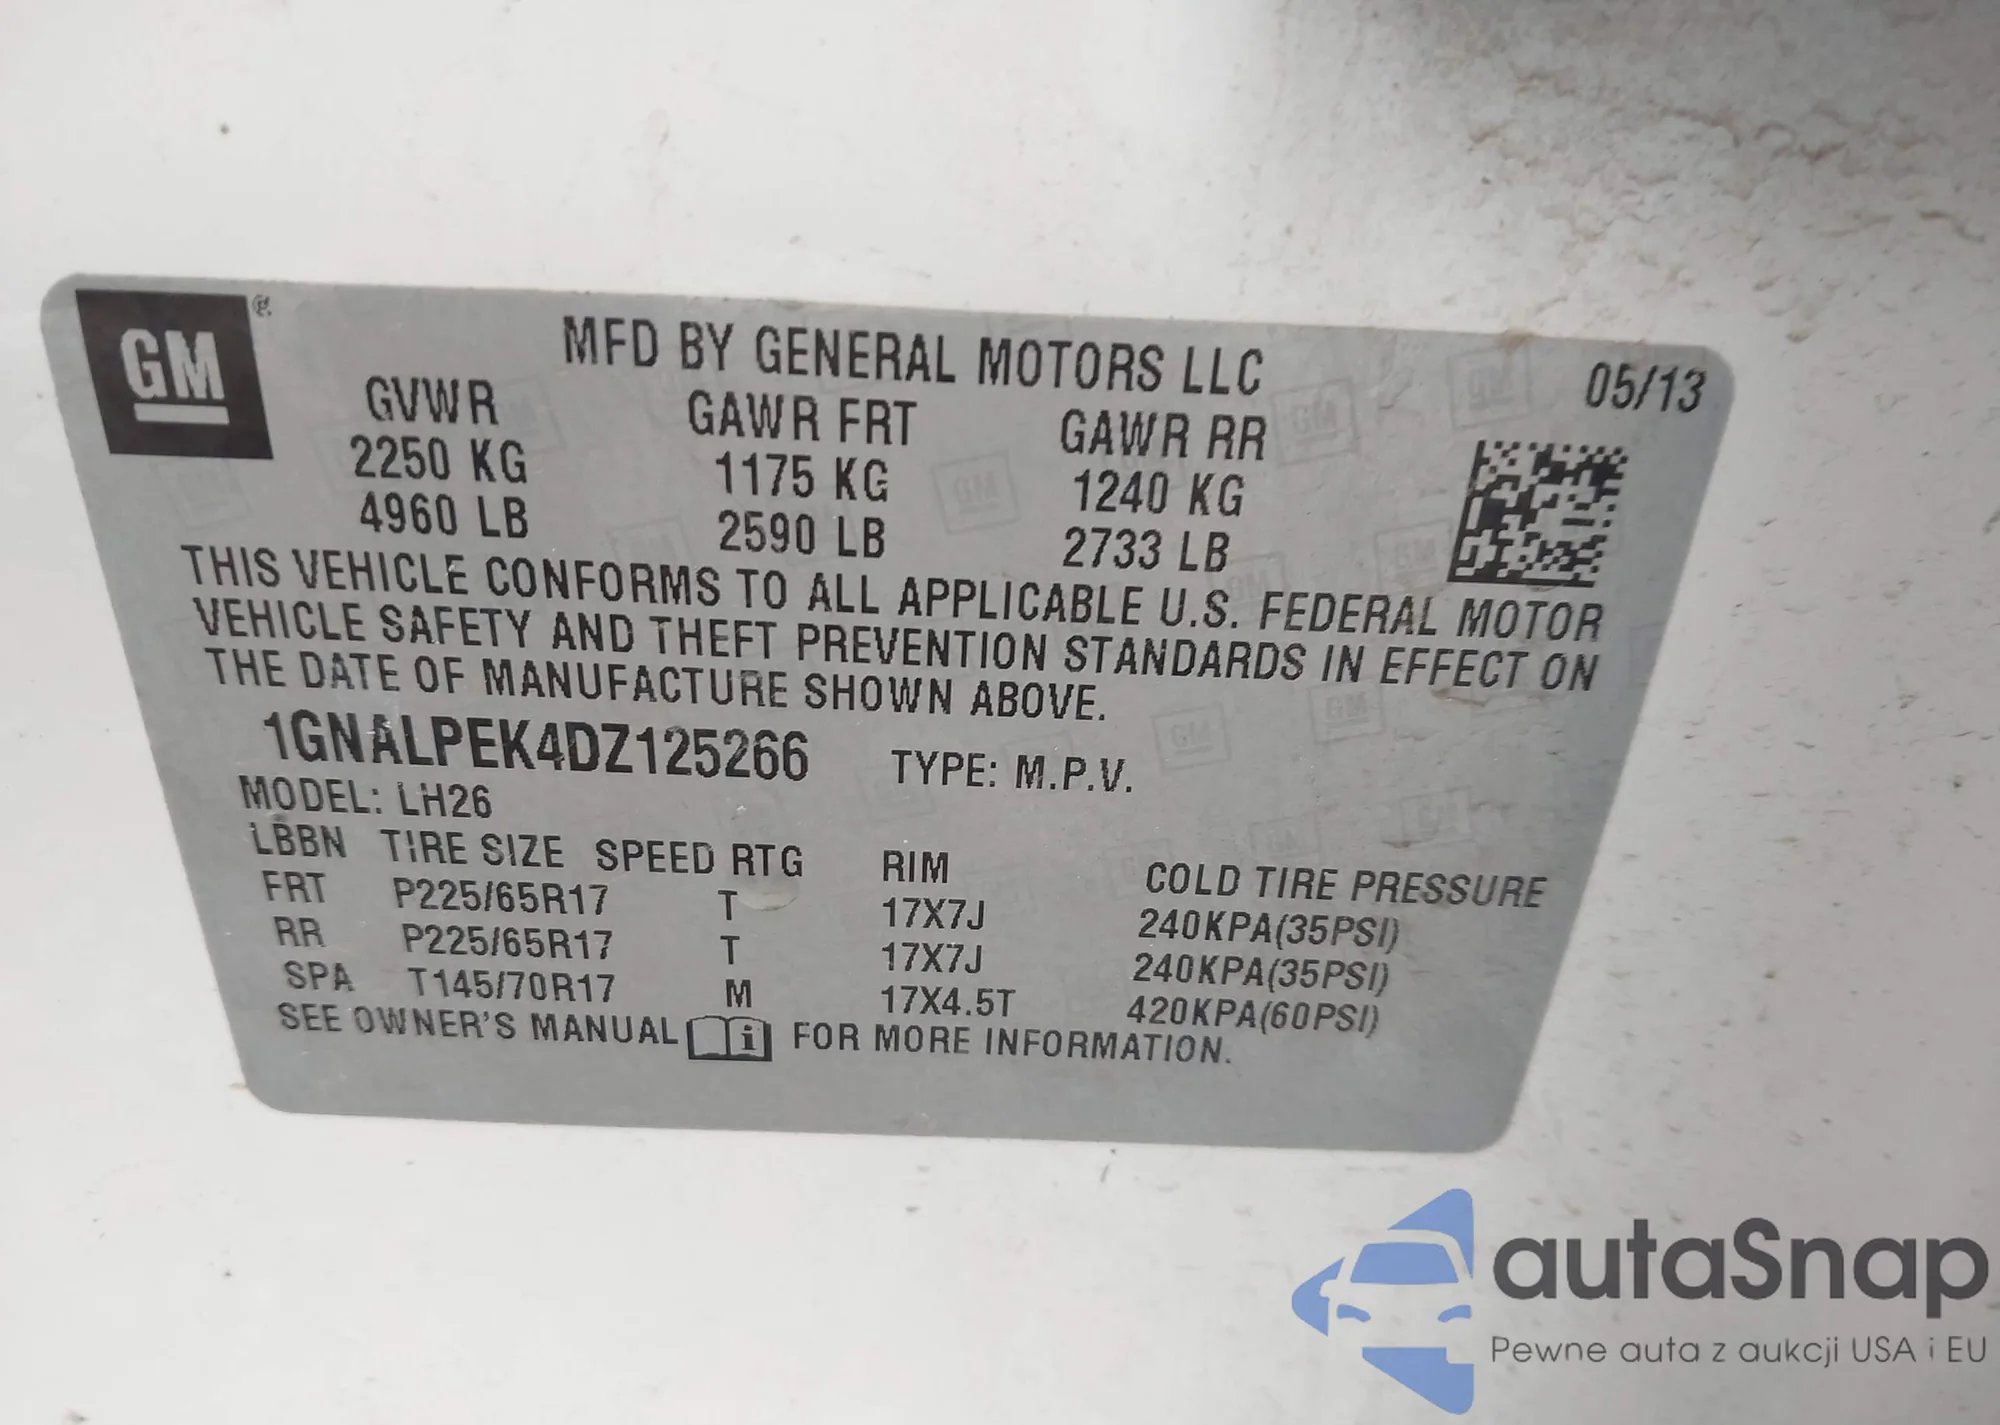 GM
MFD BY GENERAL MOTORS LLC
05/13
GVWR GAWR FRT GAWR RR
2250 KG 1175 KG 1240 KG
4960 LB 2590 LB 2733 LB
THIS VEHICLE CONFORMS TO ALL APPLICABLE U.S. FEDERAL MOTOR
VEHICLE SAFETY AND THEFT PREVENTION STANDARDS IN EFFECT ON
THE DATE OF MANUFACTURE SHOWN ABOVE.
1GNALPEK4DZ125266 TYPE: M.P.V.
MODEL: LH26
LBBN TIRE SIZE SPEED RTG RIM COLD TIRE PRESSURE
FRT P225/65R17 T 17X7J 240KPA(35PSI)
RR P225/65R17 T 17X7J 240KPA(35PSI)
SPA T145/70R17 M 17X4.5T 420KPA(60PSI)
SEE OWNER'S MANUAL i FOR MORE INFORMATION.
autaSnap
Pewne auta z aukcji USA i EU